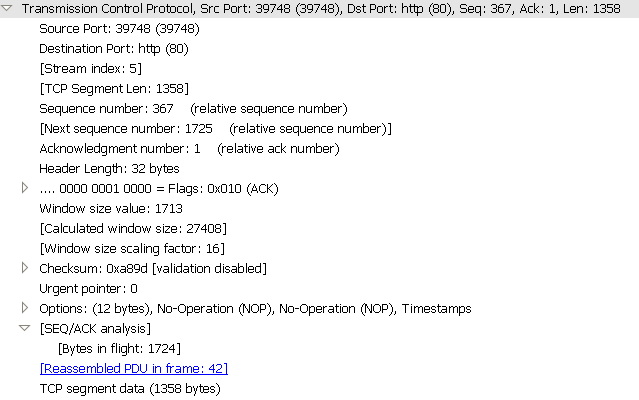 Transmission Control Protocol, Src Port: 39748 (39748), Dst Port: http (80), Seq: 367, Ack: 1, Len: 1358
Source Port: 39748 (39748)
Destination Port: http (80)
[Stream index: 5]
[TCP Segment Len: 1358]
Sequence number: 367    (relative sequence number)
[Next sequence number: 1725    (relative sequence number)]
Acknowledgment number: 1    (relative ack number)
Header Length: 32 bytes
.... 0000 0001 0000 = Flags: 0x010 (ACK)
Window size value: 1713
[Calculated window size: 27408]
[Window size scaling factor: 16]
Checksum: 0xa89d [validation disabled]
Urgent pointer: 0
Options: (12 bytes), No-Operation (NOP), No-Operation (NOP), Timestamps
[SEQ/ACK analysis]
[Bytes in flight: 1724]
[Reassembled PDU in frame: 42]
TCP segment data (1358 bytes)